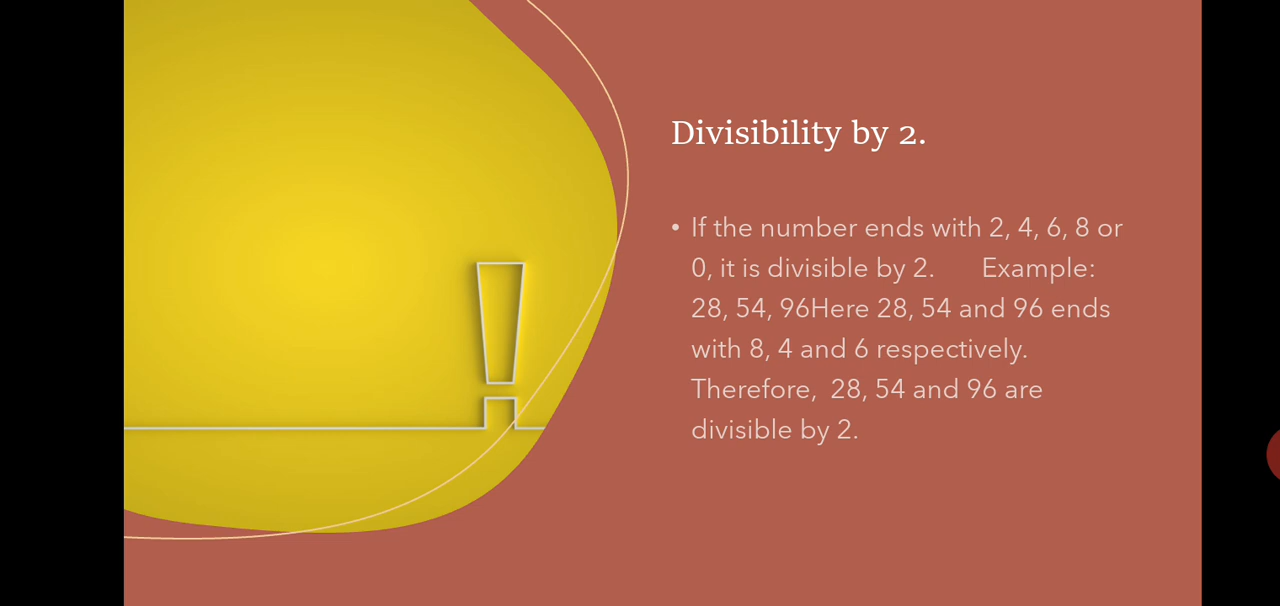 Divisibility by 2.
• If the number ends with 2, 4, 6, 8 or
0, it is divisible by 2. Example:
28, 54, 96Here 28, 54 and 96 ends
with 8, 4 and 6 respectively.
Therefore, 28, 54 and 96 are
divisible by 2.